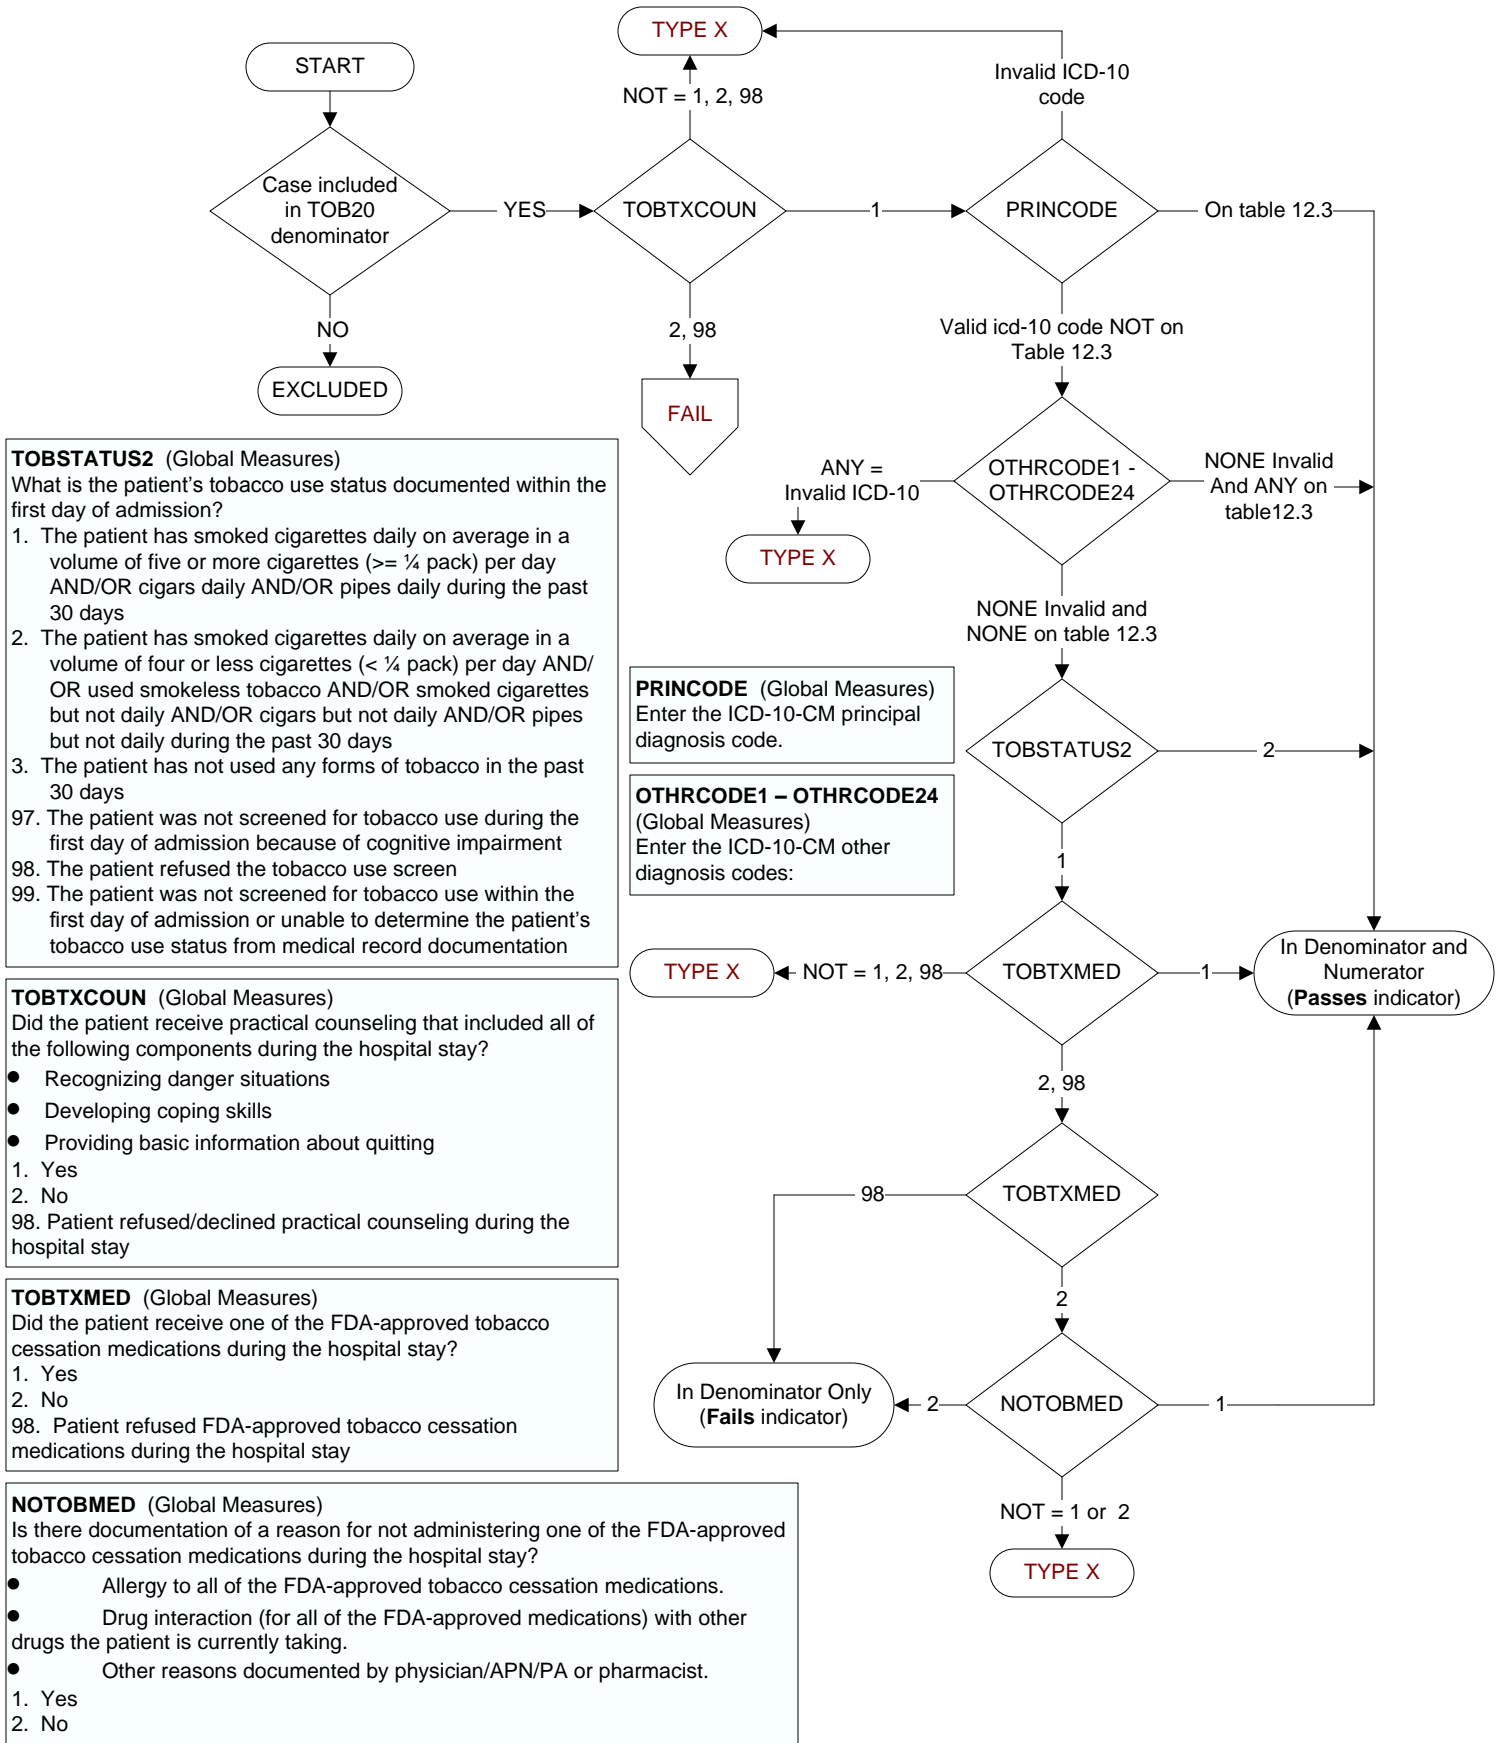 TYPE X
START
Invalid ICD-10
code
NOT = 1, 2, 98
Case included
in TOB20
denominator
YES
TOBTXCOUN
1
PRINCODE
On table 12.3
NO
2, 98
Valid icd-10 code NOT on
Table 12.3
EXCLUDED
FAIL
ANY =
Invalid ICD-10
OTHRCODE1 -
OTHRCODE24
NONE Invalid
And ANY on
table12.3
TYPE X
NONE Invalid and
NONE on table 12.3
TOBSTATUS2 (Global Measures)
What is the patient's tobacco use status documented within the
first day of admission?
1. The patient has smoked cigarettes daily on average in a
volume of five or more cigarettes (>= ¼ pack) per day
AND/OR cigars daily AND/OR pipes daily during the past
30 days
2. The patient has smoked cigarettes daily on average in a
volume of four or less cigarettes (< ¼ pack) per day AND/
OR used smokeless tobacco AND/OR smoked cigarettes
but not daily AND/OR cigars but not daily AND/OR pipes
but not daily during the past 30 days
3. The patient has not used any forms of tobacco in the past
30 days
97. The patient was not screened for tobacco use during the
first day of admission because of cognitive impairment
98. The patient refused the tobacco use screen
99. The patient was not screened for tobacco use within the
first day of admission or unable to determine the patient's
tobacco use status from medical record documentation
PRINCODE (Global Measures)
Enter the ICD-10-CM principal
diagnosis code.
OTHRCODE1 – OTHRCODE24
(Global Measures)
Enter the ICD-10-CM other
diagnosis codes:
TOBSTATUS2
2
1
TYPE X
NOT = 1, 2, 98
TOBTXMED
1
In Denominator and
Numerator
(Passes indicator)
TOBTXCOUN (Global Measures)
Did the patient receive practical counseling that included all of
the following components during the hospital stay?
● Recognizing danger situations
● Developing coping skills
● Providing basic information about quitting
1. Yes
2. No
98. Patient refused/declined practical counseling during the
hospital stay
2, 98
98
TOBTXMED
2
TOBTXMED (Global Measures)
Did the patient receive one of the FDA-approved tobacco
cessation medications during the hospital stay?
1. Yes
2. No
98. Patient refused FDA-approved tobacco cessation
medications during the hospital stay
In Denominator Only
(Fails indicator)
2
NOTOBMED
1
NOT = 1 or 2
TYPE X
NOTOBMED (Global Measures)
Is there documentation of a reason for not administering one of the FDA-approved
tobacco cessation medications during the hospital stay?
● Allergy to all of the FDA-approved tobacco cessation medications.
● Drug interaction (for all of the FDA-approved medications) with other
drugs the patient is currently taking.
● Other reasons documented by physician/APN/PA or pharmacist.
1. Yes
2. No